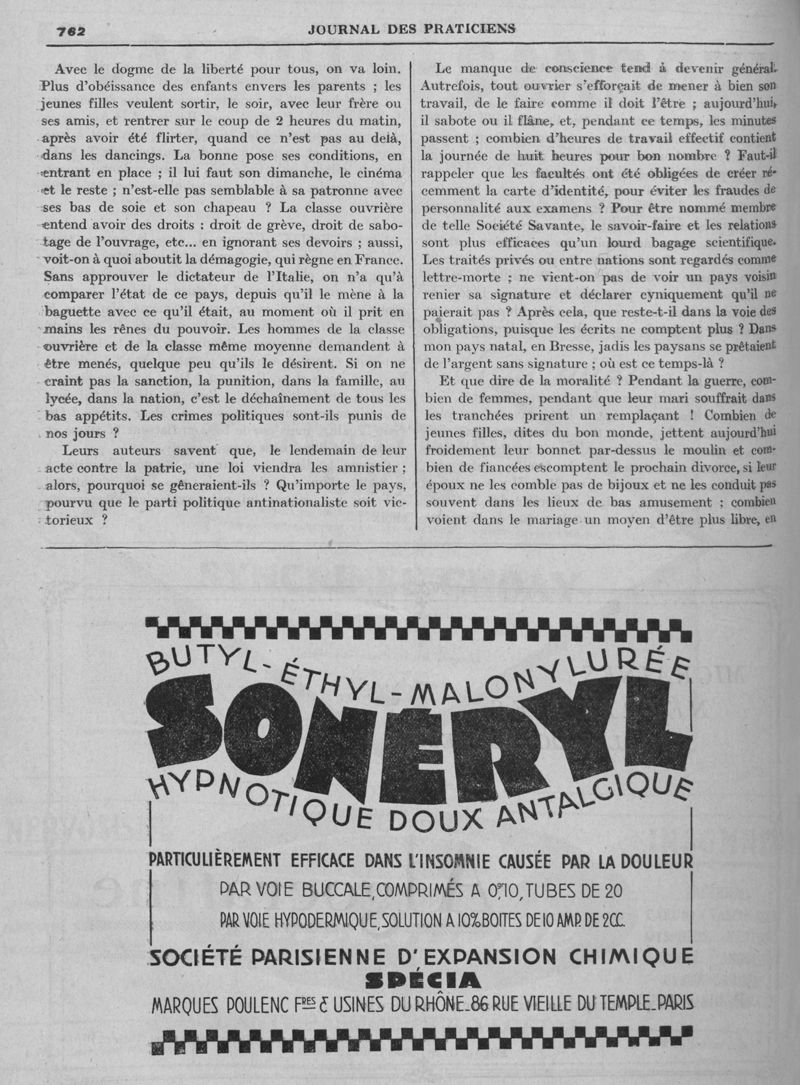 762
JOURNAL DES PRATICIENS
Avec le dogme de la liberté pour tous, on va loin.
Plus d'obéissance des enfants envers les parents ; les
jeunes filles veulent sortir, le soir, avec leur frère ou
ses amis, et rentrer sur le coup de 2 heures du matin,
après avoir été flirter, quand ce n'est pas au delà,
dans les dancings. La bonne pose ses conditions, en
entrant en place ; il lui faut son dimanche, le cinéma
et le reste ; n'est-elle pas semblable à sa patronne avec
ses bas de soie et son chapeau ? La classe ouvrière
entend avoir des droits : droit de grève, droit de sabo-
tage de l'ouvrage, etc... en ignorant ses devoirs ; aussi,
voit-on à quoi aboutit la démagogie, qui règne en France.
Sans approuver le dictateur de l'Italie, on n'a qu'à
comparer l'état de ce pays, depuis qu'il le mène à la
baguette avec ce qu'il était, au moment où il prit en
mains les rênes du pouvoir. Les hommes de la classe
ouvrière et de la classe même moyenne demandent à
être menés, quelque peu qu'ils le désirent. Si on ne
craint pas la sanction, la punition, dans la famille, au
lycée, dans la nation, c'est le déchaînement de tous les
bas appétits. Les crimes politiques sont-ils punis de
nos jours ?
Leurs auteurs savent que, le lendemain de leur
acte contre la patrie, une loi viendra les amnistier ;
alors, pourquoi se gêneraient-ils ? Qu'importe le pays,
pourvu que le parti politique antinationaliste soit vic-
torieux ?
Le manque de conscience tend à devenir général.
Autrefois, tout ouvrier s'efforçait de mener à bien son
travail, de le faire comme il doit l'être ; aujourd'hui,
il sabote ou il flâne, et, pendant ce temps, les minutes
passent ; combien d'heures de travail effectif contient
la journée de huit heures pour bon nombre ? Faut-il
rappeler que les facultés ont été obligées de créer ré-
cemment la carte d'identité, pour éviter les fraudes de
personnalité aux examens ? Pour être nommé membre
de telle Société Savante, le savoir-faire et les relations
sont plus efficaces qu'un lourd bagage scientifique.
Les traités privés ou entre nations sont regardés comme
lettre-morte ; ne vient-on pas de voir un pays voisin
renier sa signature et déclarer cyniquement qu'il ne
paierait pas ? Après cela, que reste-t-il dans la voie des
obligations, puisque les écrits ne comptent plus ? Dans
mon pays natal, en Bresse, jadis les paysans se prêtaient
de l'argent sans signature ; où est ce temps-là ?
Et que dire de la moralité ? Pendant la guerre, com-
bien de femmes, pendant que leur mari souffrait dans
les tranchées prirent un remplaçant ! Combien de
jeunes filles, dites du bon monde, jettent aujourd'hui
froidement leur bonnet par-dessus le moulin et com-
bien de fiancées escomptent le prochain divorce, si leur
époux ne les comble pas de bijoux et ne les conduit pas
souvent dans les lieux de bas amusement ; combien
voient dans le mariage un moyen d'être plus libre, en
BUTYL-ÉTHYL-MALONYLURÉE
SONÉRYL
HYPNOTIQUE DOUX ANTALGIQUE
PARTICULIÈREMENT EFFICACE DANS L'INSOMNIE CAUSÉE PAR LA DOULEUR
PAR VOIE BUCCALE, COMPRIMÉS A 0gr,10, TUBES DE 20
PAR VOIE HYPODERMIQUE, SOLUTION A 10% BOITES DE 10 AMP. DE 2CC.
SOCIÉTÉ PARISIENNE D'EXPANSION CHIMIQUE
SPÉCIA
MARQUES POULENC FRES & USINES DU RHÔNE_86 RUE VIEILLE DU TEMPLE_PARIS